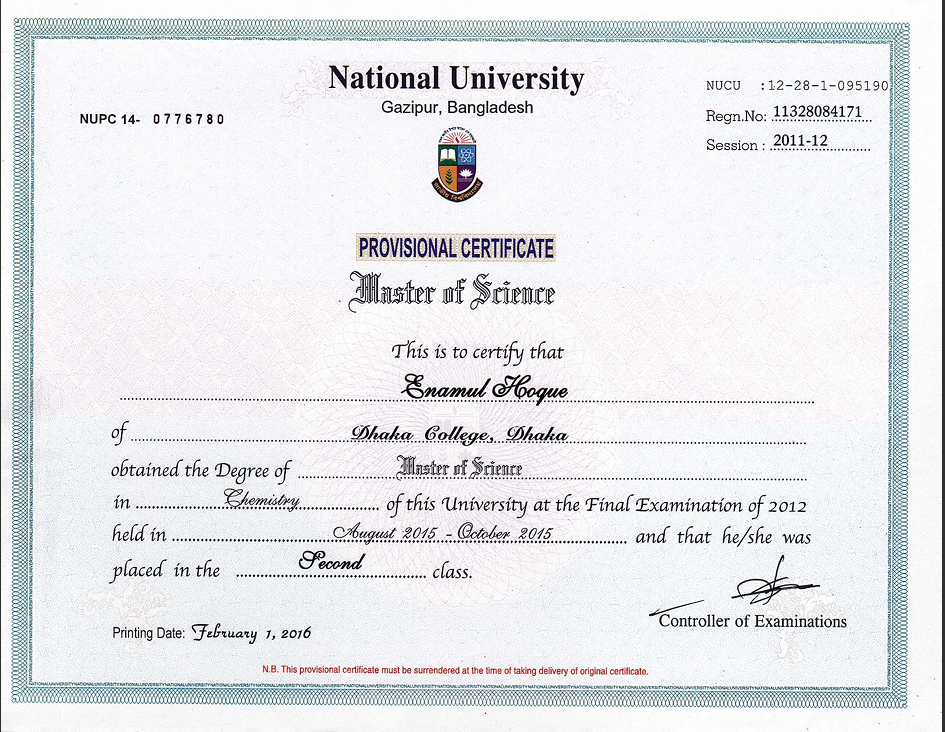 National University
Gazipur, Bangladesh
NUPC 14- 0776780
NUCU :12-28-1-095190
Regn.No: 11328084171
Session : 2011-12
PROVISIONAL CERTIFICATE
Master of Science
This is to certify that
Enamul Hoque
of Dhaka College, Dhaka
obtained the Degree of Master of Science
in Chemistry of this University at the Final Examination of 2012
held in August 2015 - October 2015 and that he/she was
placed in the Second class.
Controller of Examinations
Printing Date: February 1, 2016
N.B. This provisional certificate must be surrendered at the time of taking delivery of original certificate.